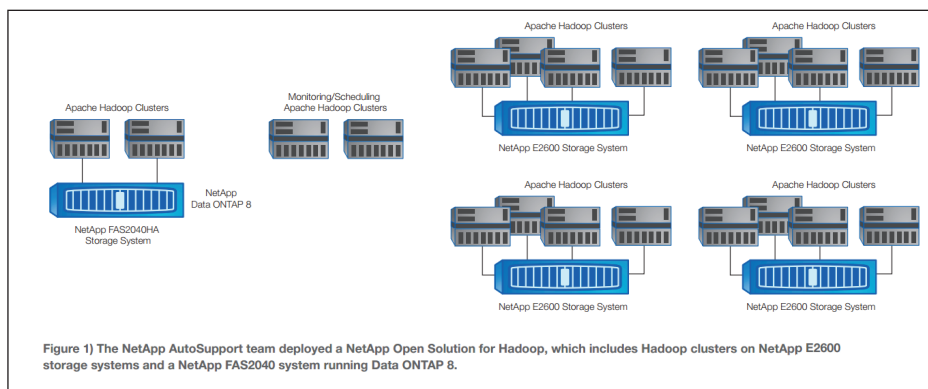 Apache Hadoop Clusters
Apache Hadoop Clusters
Monitoring/Scheduling
Apache Hadoop Clusters
Apache Hadoop Clusters
NetApp E2600 Storage System
NetApp E2600 Storage System
NetApp
Data ONTAP 8
Apache Hadoop Clusters
Apache Hadoop Clusters
NetApp FAS2040HA
Storage System
NetApp E2600 Storage System
NetApp E2600 Storage System
Figure 1) The NetApp AutoSupport team deployed a NetApp Open Solution for Hadoop, which includes Hadoop clusters on NetApp E2600
storage systems and a NetApp FAS2040 system running Data ONTAP 8.